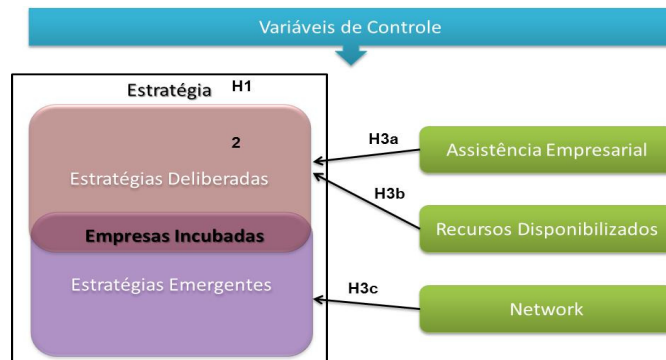 Variáveis de Controle
Estratégia H1
2
H3a
Assistência Empresarial
Estratégias Deliberadas
H3b
Recursos Disponibilizados
Empresas Incubadas
Estratégias Emergentes
H3c
Network